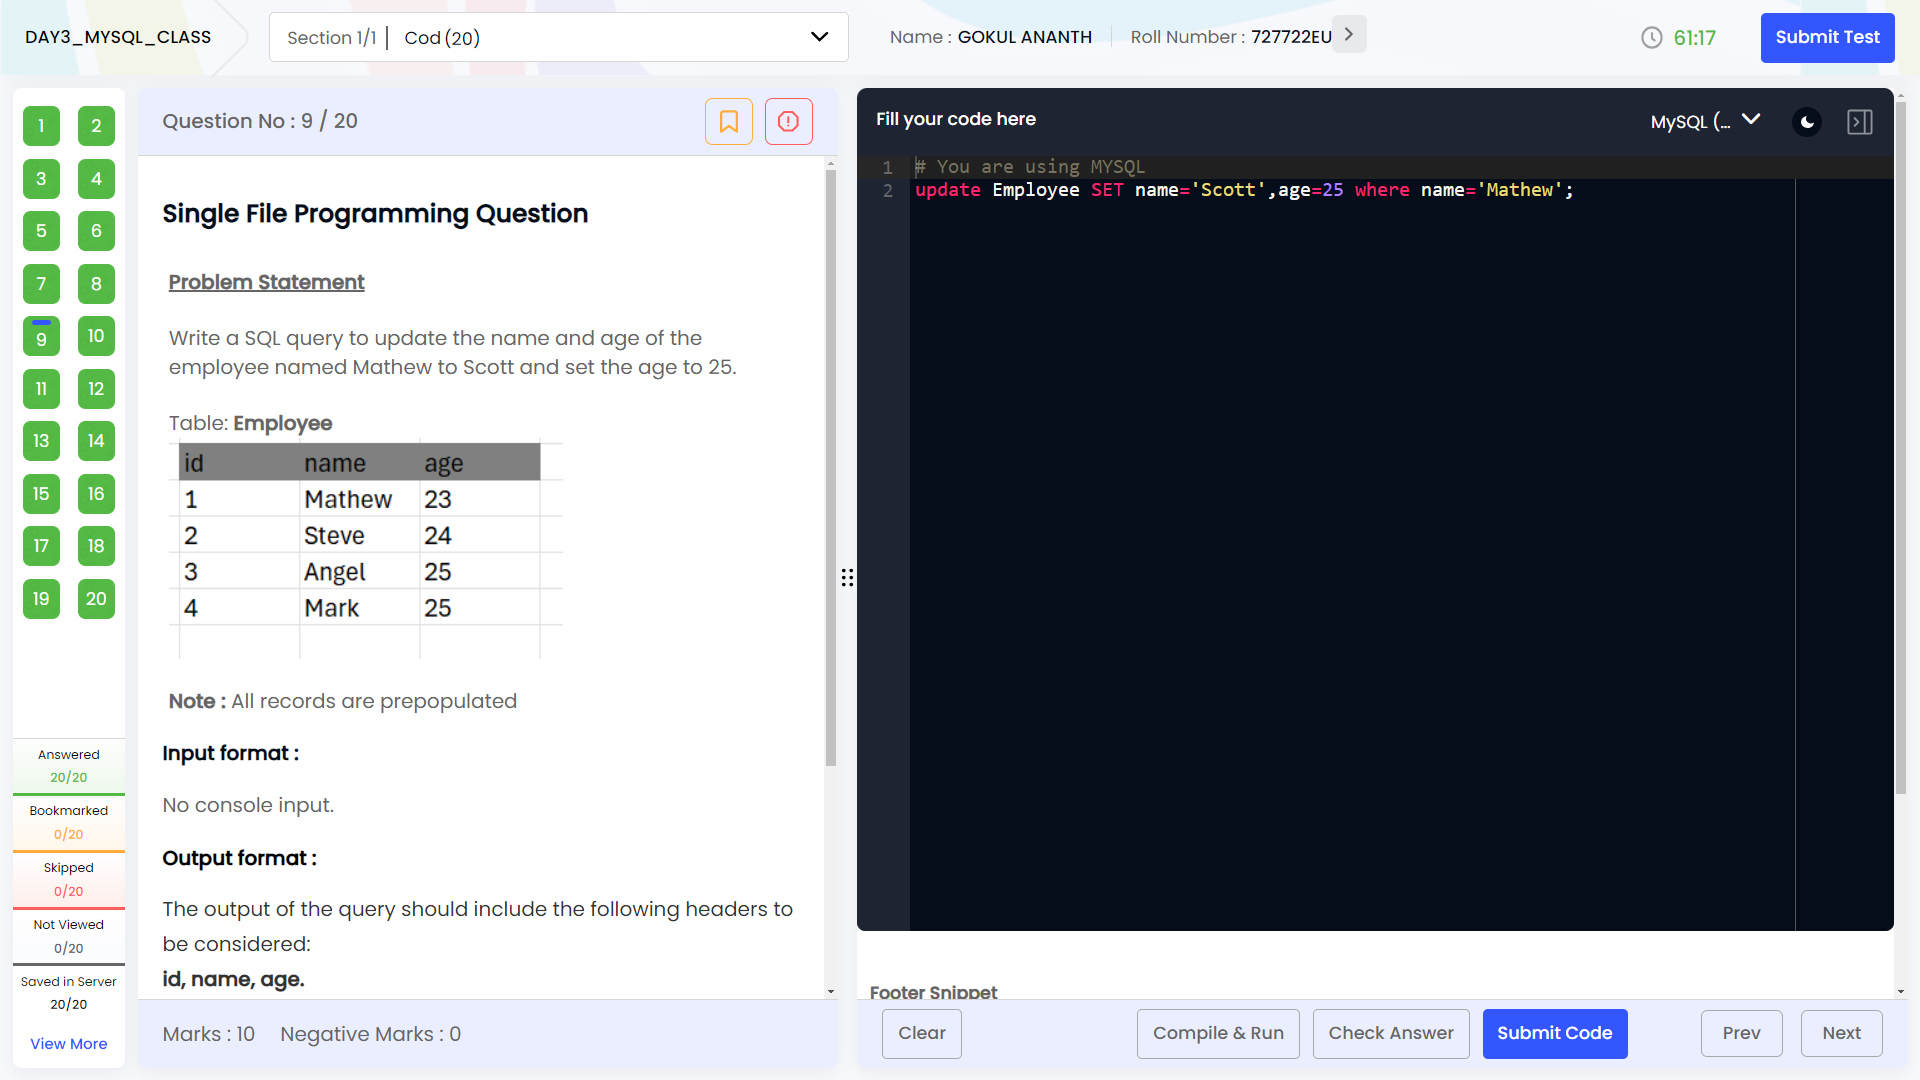 DAY3_MYSQL_CLASS
Section 1/1 | Cod (20)
Name : GOKUL ANANTH
Roll Number : 727722EU
61:17
Submit Test
1 2
3 4
5 6
7 8
9 10
11 12
13 14
15 16
17 18
19 20
Answered
20/20
Bookmarked
0/20
Skipped
0/20
Not Viewed
0/20
Saved in Server
20/20
View More
Question No : 9 / 20
Single File Programming Question
Problem Statement
Write a SQL query to update the name and age of the
employee named Mathew to Scott and set the age to 25.
Table: Employee
id name age
1 Mathew 23
2 Steve 24
3 Angel 25
4 Mark 25
Note : All records are prepopulated
Input format :
No console input.
Output format :
The output of the query should include the following headers to
be considered:
id, name, age.
Marks : 10 Negative Marks : 0
Fill your code here
MySQL (...
1 # You are using MYSQL
2 update Employee SET name='Scott',age=25 where name='Mathew';
Footer Snippet
Clear
Compile & Run
Check Answer
Submit Code
Prev
Next